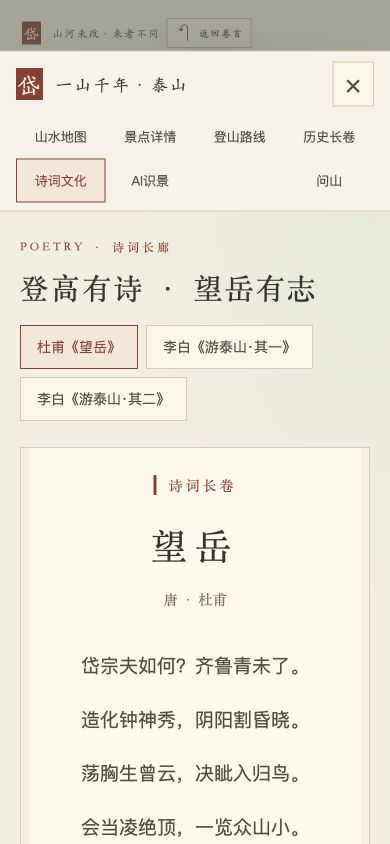 岱 山河未改 · 来者不同 返回卷首
岱 一山千年 · 泰山 ×
山水地图 景点详情 登山路线 历史长卷
诗词文化 AI识景 问山
POETRY · 诗词长廊
登高有诗 · 望岳有志
杜甫《望岳》 李白《游泰山·其一》
李白《游泰山·其二》
诗词长卷
望岳
唐 · 杜甫
岱宗夫如何？齐鲁青未了。
造化钟神秀，阴阳割昏晓。
荡胸生曾云，决眦入归鸟。
会当凌绝顶，一览众山小。